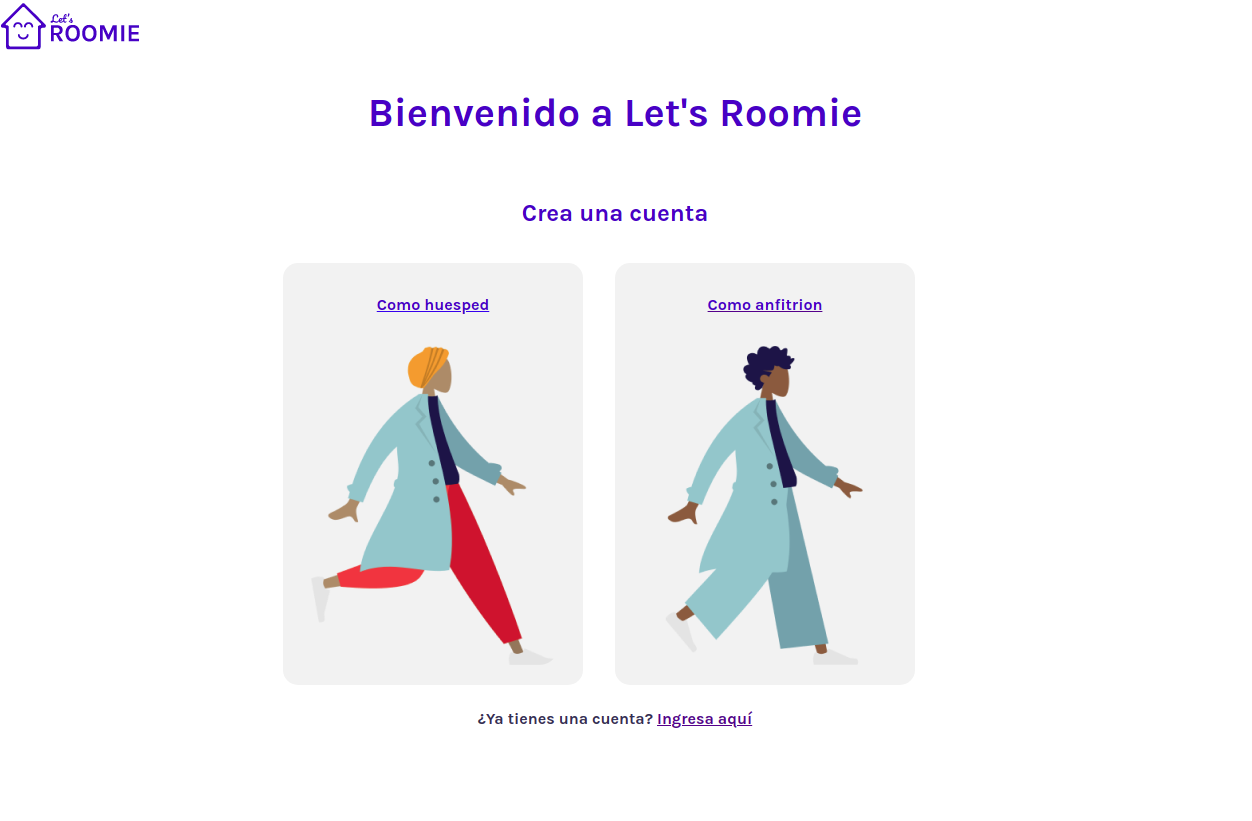 Let's
ROOMIE
Bienvenido a Let's Roomie
Crea una cuenta
Como huesped
Como anfitrion
¿Ya tienes una cuenta? Ingresa aquí